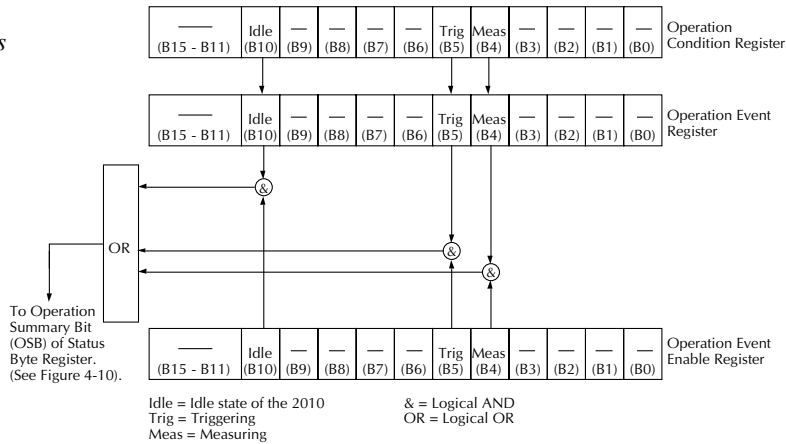 s
Idle Trig Meas
(B15 - B11) (B10) (B9) (B8) (B7) (B6) (B5) (B4) (B3) (B2) (B1) (B0)
Operation
Condition Register
Idle Trig Meas
(B15 - B11) (B10) (B9) (B8) (B7) (B6) (B5) (B4) (B3) (B2) (B1) (B0)
Operation Event
Register
&
OR
&
&
To Operation
Summary Bit
(OSB) of Status
Byte Register.
(See Figure 4-10).
Idle Trig Meas
(B15 - B11) (B10) (B9) (B8) (B7) (B6) (B5) (B4) (B3) (B2) (B1) (B0)
Operation Event
Enable Register
Idle = Idle state of the 2010
Trig = Triggering
Meas = Measuring
& = Logical AND
OR = Logical OR